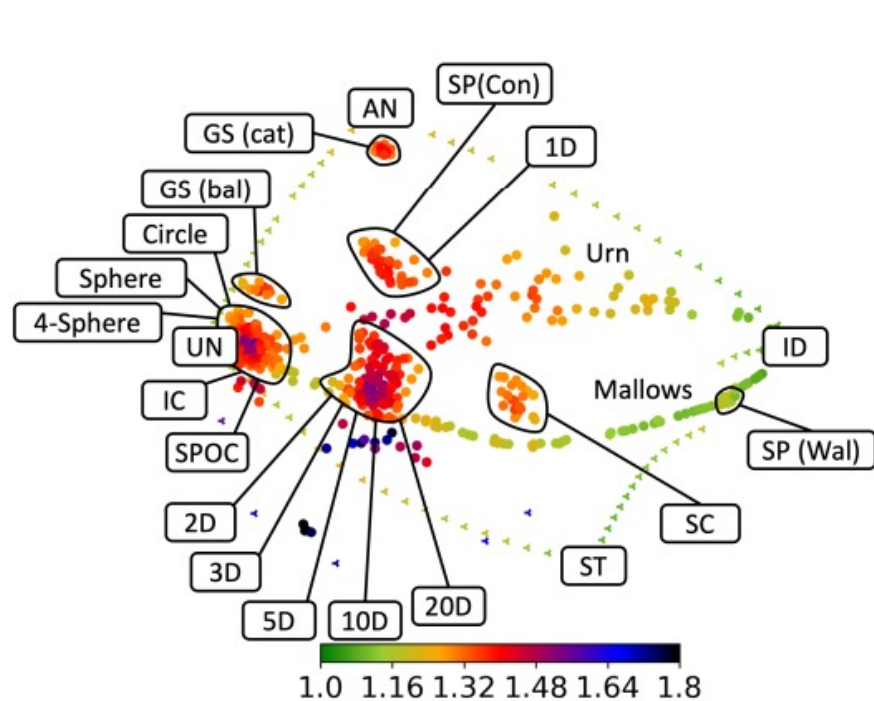 SP(Con)
AN
GS (cat)
1D
GS (bal)
Circle
Urn
Sphere
4-Sphere
UN
ID
IC
Mallows
SPOC
SP (Wal)
2D
SC
3D
ST
5D
10D
20D
1.0 1.16 1.32 1.48 1.64 1.8